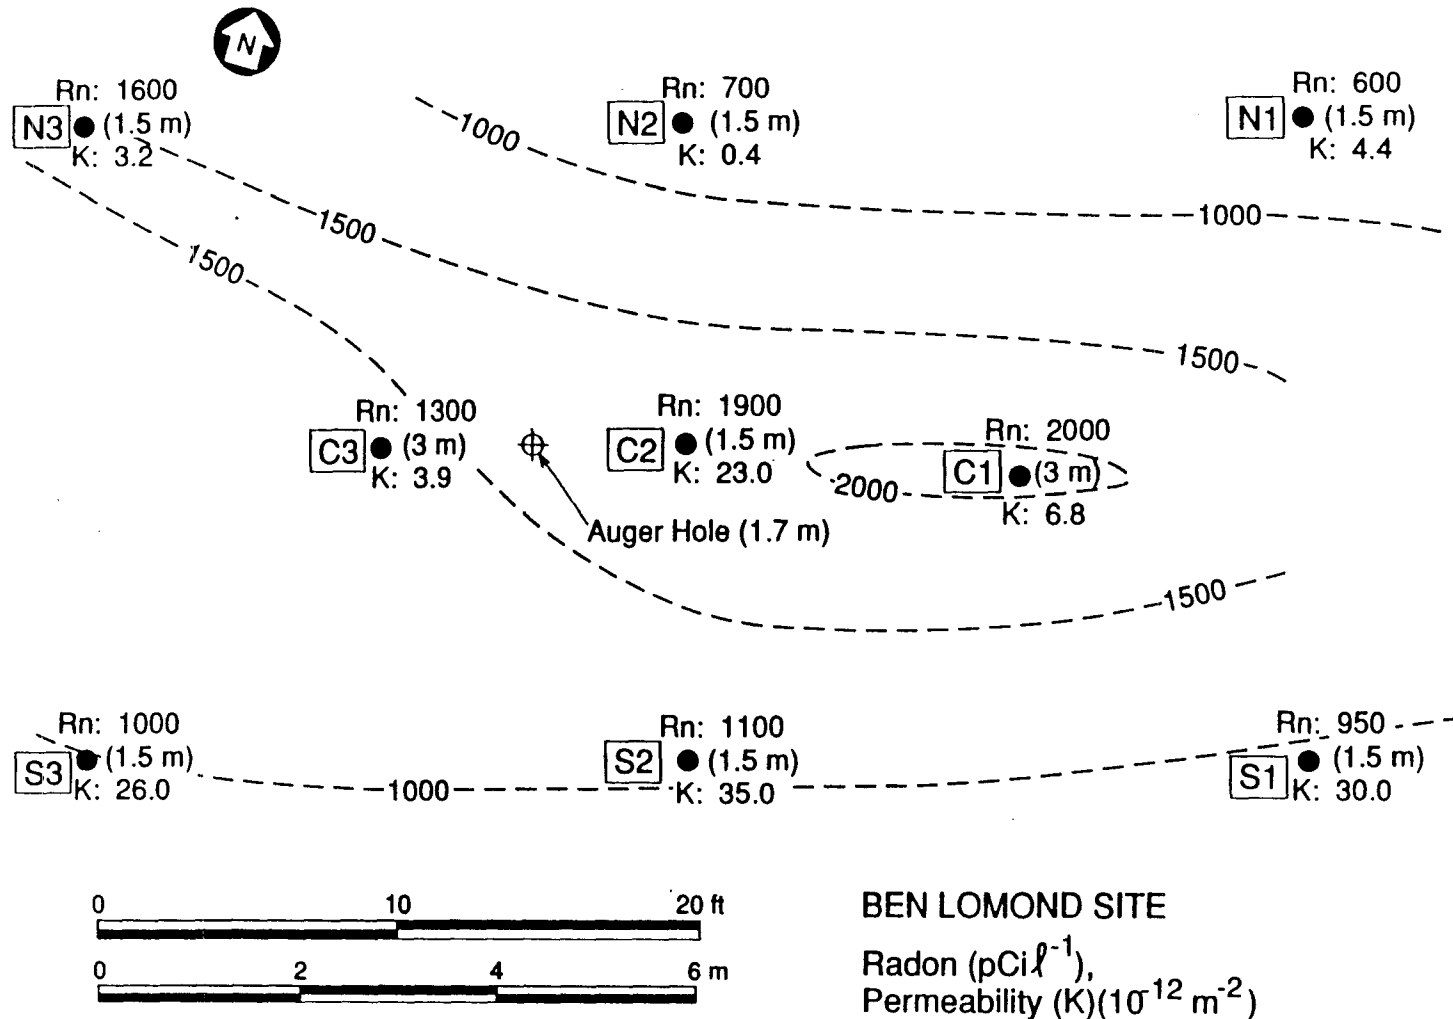 N
Rn: 1600
N3 (1.5 m)
K: 3.2
Rn: 700
N2 (1.5 m)
K: 0.4
Rn: 600
N1 (1.5 m)
K: 4.4
1000
1000
1500
1500
1500
Rn: 1300
C3 (3 m)
K: 3.9
Rn: 1900
C2 (1.5 m)
K: 23.0
Rn: 2000
C1 (3 m)
K: 6.8
2000
Auger Hole (1.7 m)
1500
Rn: 1000
S3 (1.5 m)
K: 26.0
1000
Rn: 1100
S2 (1.5 m)
K: 35.0
Rn: 950
S1 (1.5 m)
K: 30.0
0 10 20 ft
0 2 4 6 m
BEN LOMOND SITE
Radon (pCi ℓ⁻¹),
Permeability (K)(10⁻¹² m⁻²)